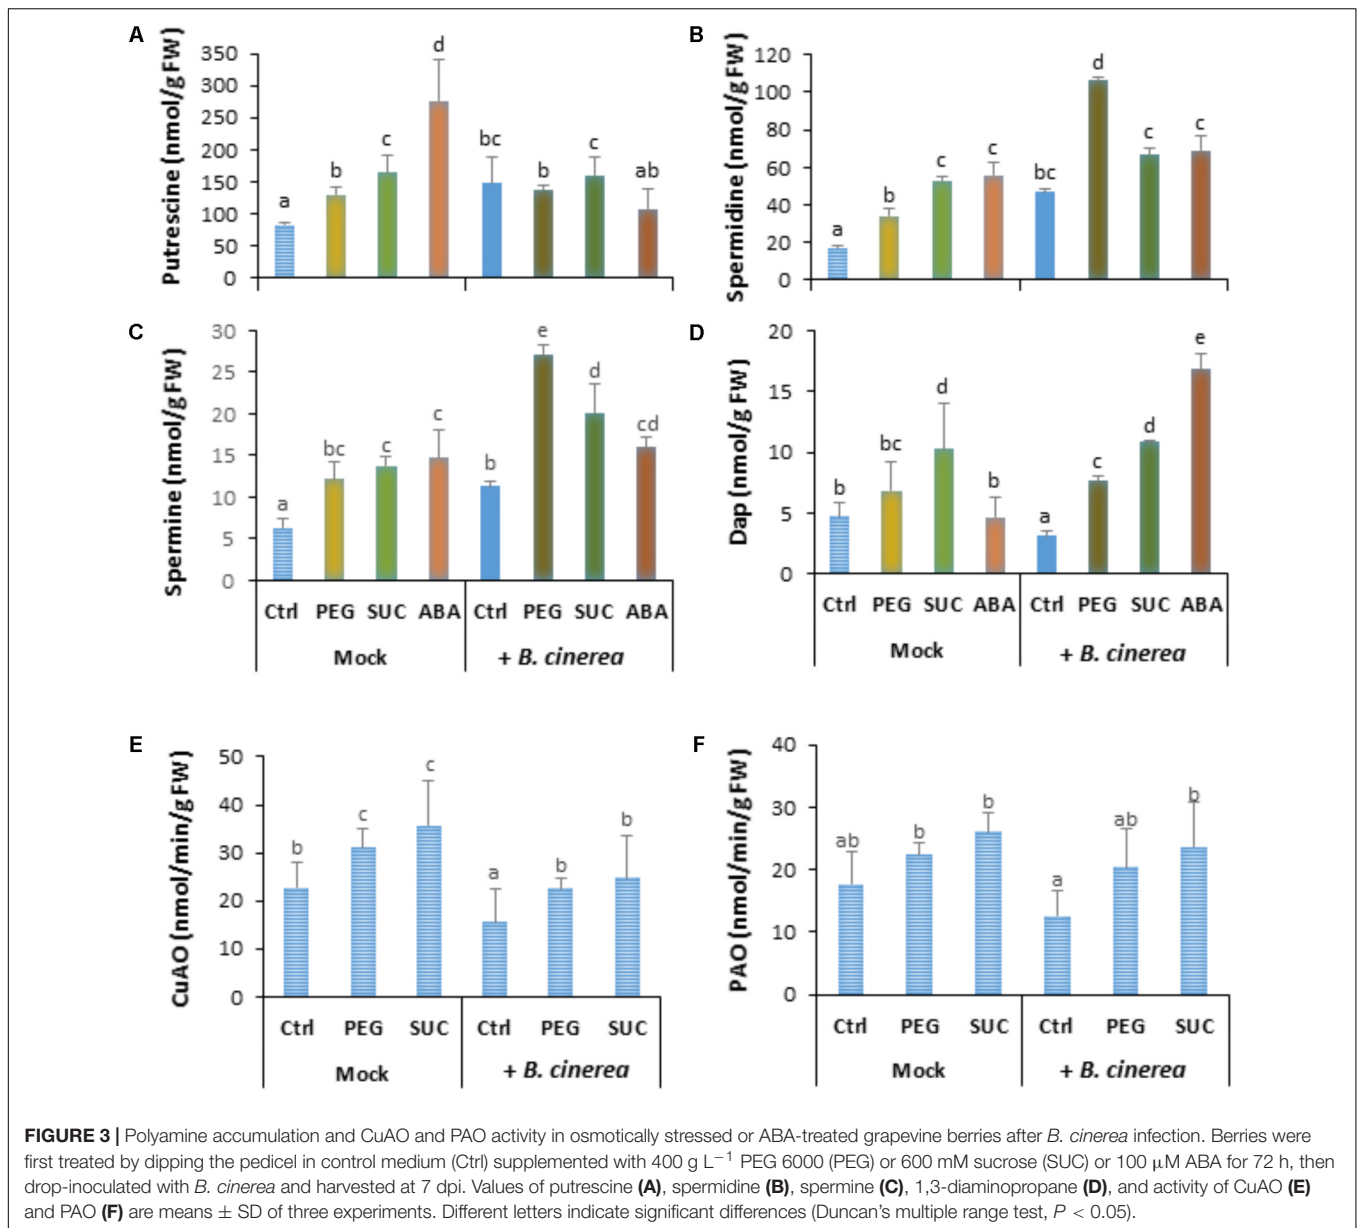 A
Putrescine (nmol/g FW)
350
300
250
200
150
100
50
0
a
b
c
d
bc
b
c
ab
B
Spermidine (nmol/g FW)
120
100
80
60
40
20
0
a
b
c
c
bc
d
c
c
C
Spermine (nmol/g FW)
30
25
20
15
10
5
0
a
bc
c
c
b
e
d
cd
Ctrl PEG SUC ABA Ctrl PEG SUC ABA
Mock + B. cinerea
D
Dap (nmol/g FW)
20
15
10
5
0
b
bc
d
b
a
c
d
e
Ctrl PEG SUC ABA Ctrl PEG SUC ABA
Mock + B. cinerea
E
CuAO (nmol/min/g FW)
50
40
30
20
10
0
b
c
c
a
b
b
Ctrl PEG SUC Ctrl PEG SUC
Mock + B. cinerea
F
PAO (nmol/min/g FW)
40
30
20
10
0
ab
b
b
a
ab
b
Ctrl PEG SUC Ctrl PEG SUC
Mock + B. cinerea
FIGURE 3 | Polyamine accumulation and CuAO and PAO activity in osmotically stressed or ABA-treated grapevine berries after B. cinerea infection. Berries were
first treated by dipping the pedicel in control medium (Ctrl) supplemented with 400 g L⁻¹ PEG 6000 (PEG) or 600 mM sucrose (SUC) or 100 μM ABA for 72 h, then
drop-inoculated with B. cinerea and harvested at 7 dpi. Values of putrescine (A), spermidine (B), spermine (C), 1,3-diaminopropane (D), and activity of CuAO (E)
and PAO (F) are means ± SD of three experiments. Different letters indicate significant differences (Duncan's multiple range test, P < 0.05).